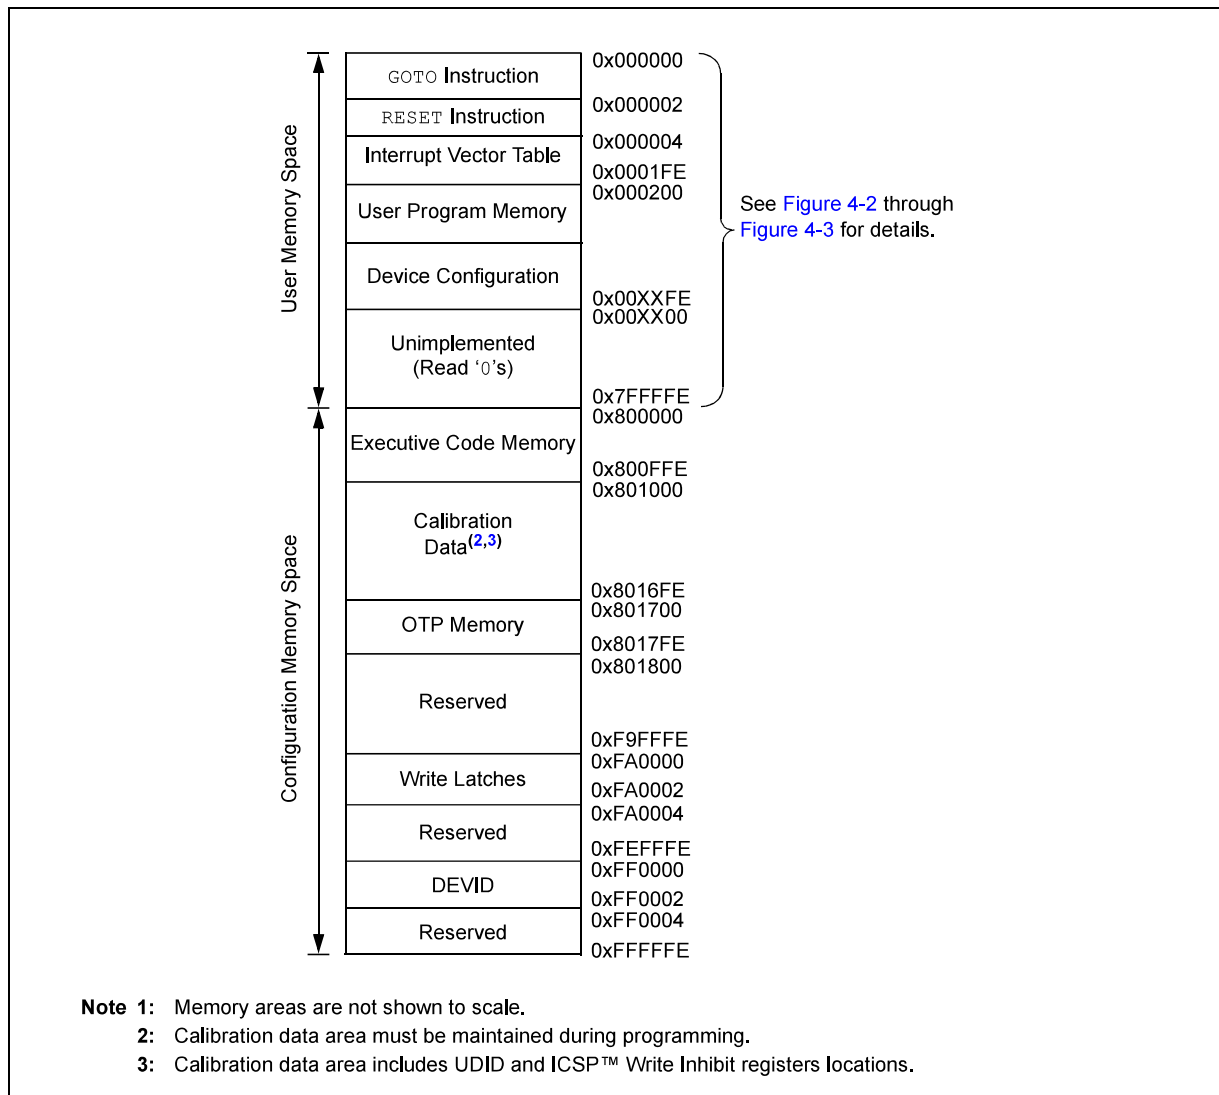 User Memory Space
Configuration Memory Space
GOTO Instruction
RESET Instruction
Interrupt Vector Table
User Program Memory
Device Configuration
Unimplemented
(Read ‘0’s)
Executive Code Memory
Calibration
Data(2,3)
OTP Memory
Reserved
Write Latches
Reserved
DEVID
Reserved
0x000000
0x000002
0x000004
0x0001FE
0x000200
0x00XXFE
0x00XX00
0x7FFFFE
0x800000
0x800FFE
0x801000
0x8016FE
0x801700
0x8017FE
0x801800
0xF9FFFE
0xFA0000
0xFA0002
0xFA0004
0xFEFFFE
0xFF0000
0xFF0002
0xFF0004
0xFFFFFE
See Figure 4-2 through
Figure 4-3 for details.
Note 1: Memory areas are not shown to scale.
2: Calibration data area must be maintained during programming.
3: Calibration data area includes UDID and ICSP™ Write Inhibit registers locations.